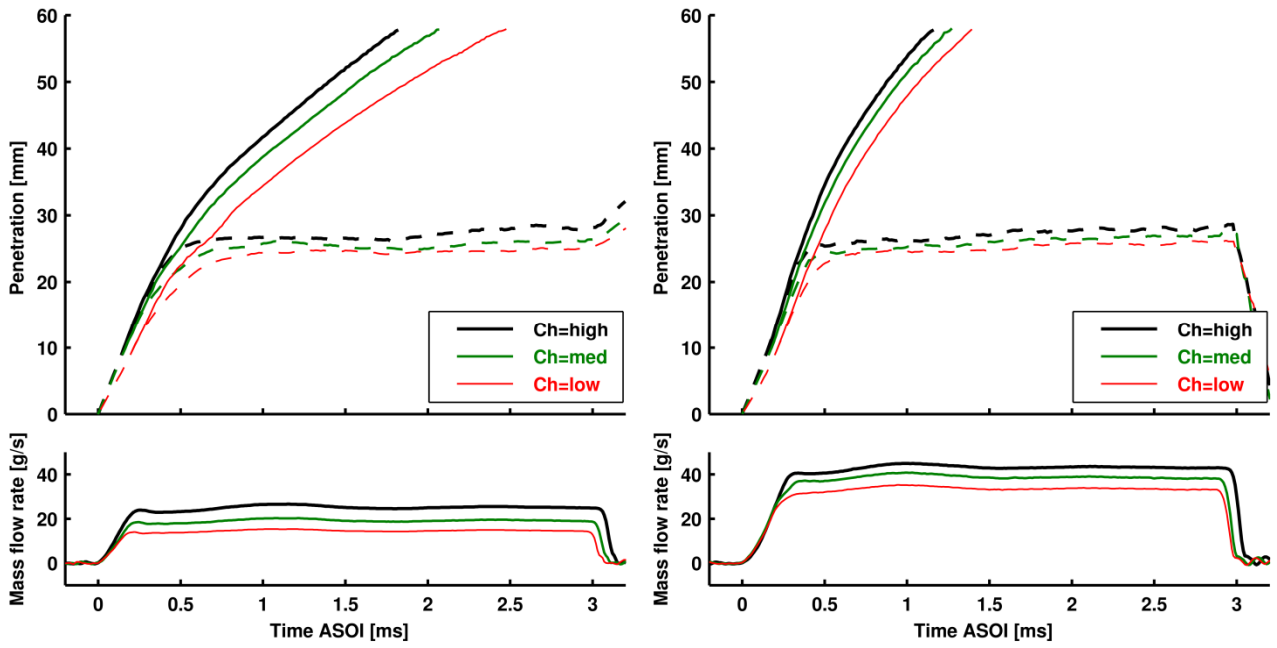 60
50
40
30
20
10
0
Penetration [mm]
Ch=high
Ch=med
Ch=low
40
20
0
Mass flow rate [g/s]
0 0.5 1 1.5 2 2.5 3
Time ASOI [ms]
60
50
40
30
20
10
0
Penetration [mm]
Ch=high
Ch=med
Ch=low
40
20
0
Mass flow rate [g/s]
0 0.5 1 1.5 2 2.5 3
Time ASOI [ms]